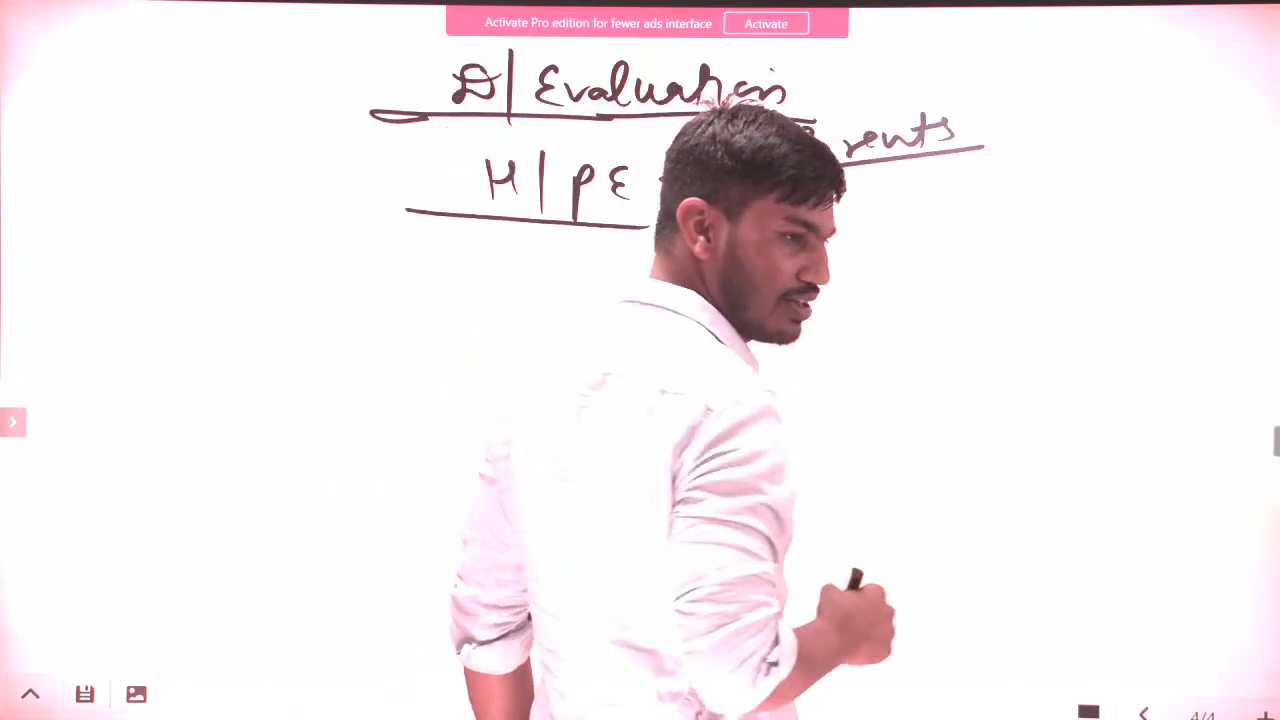 Activate Pro edition for fewer ads interface Activate
D| Evaluation
rents
H| PE
4/4